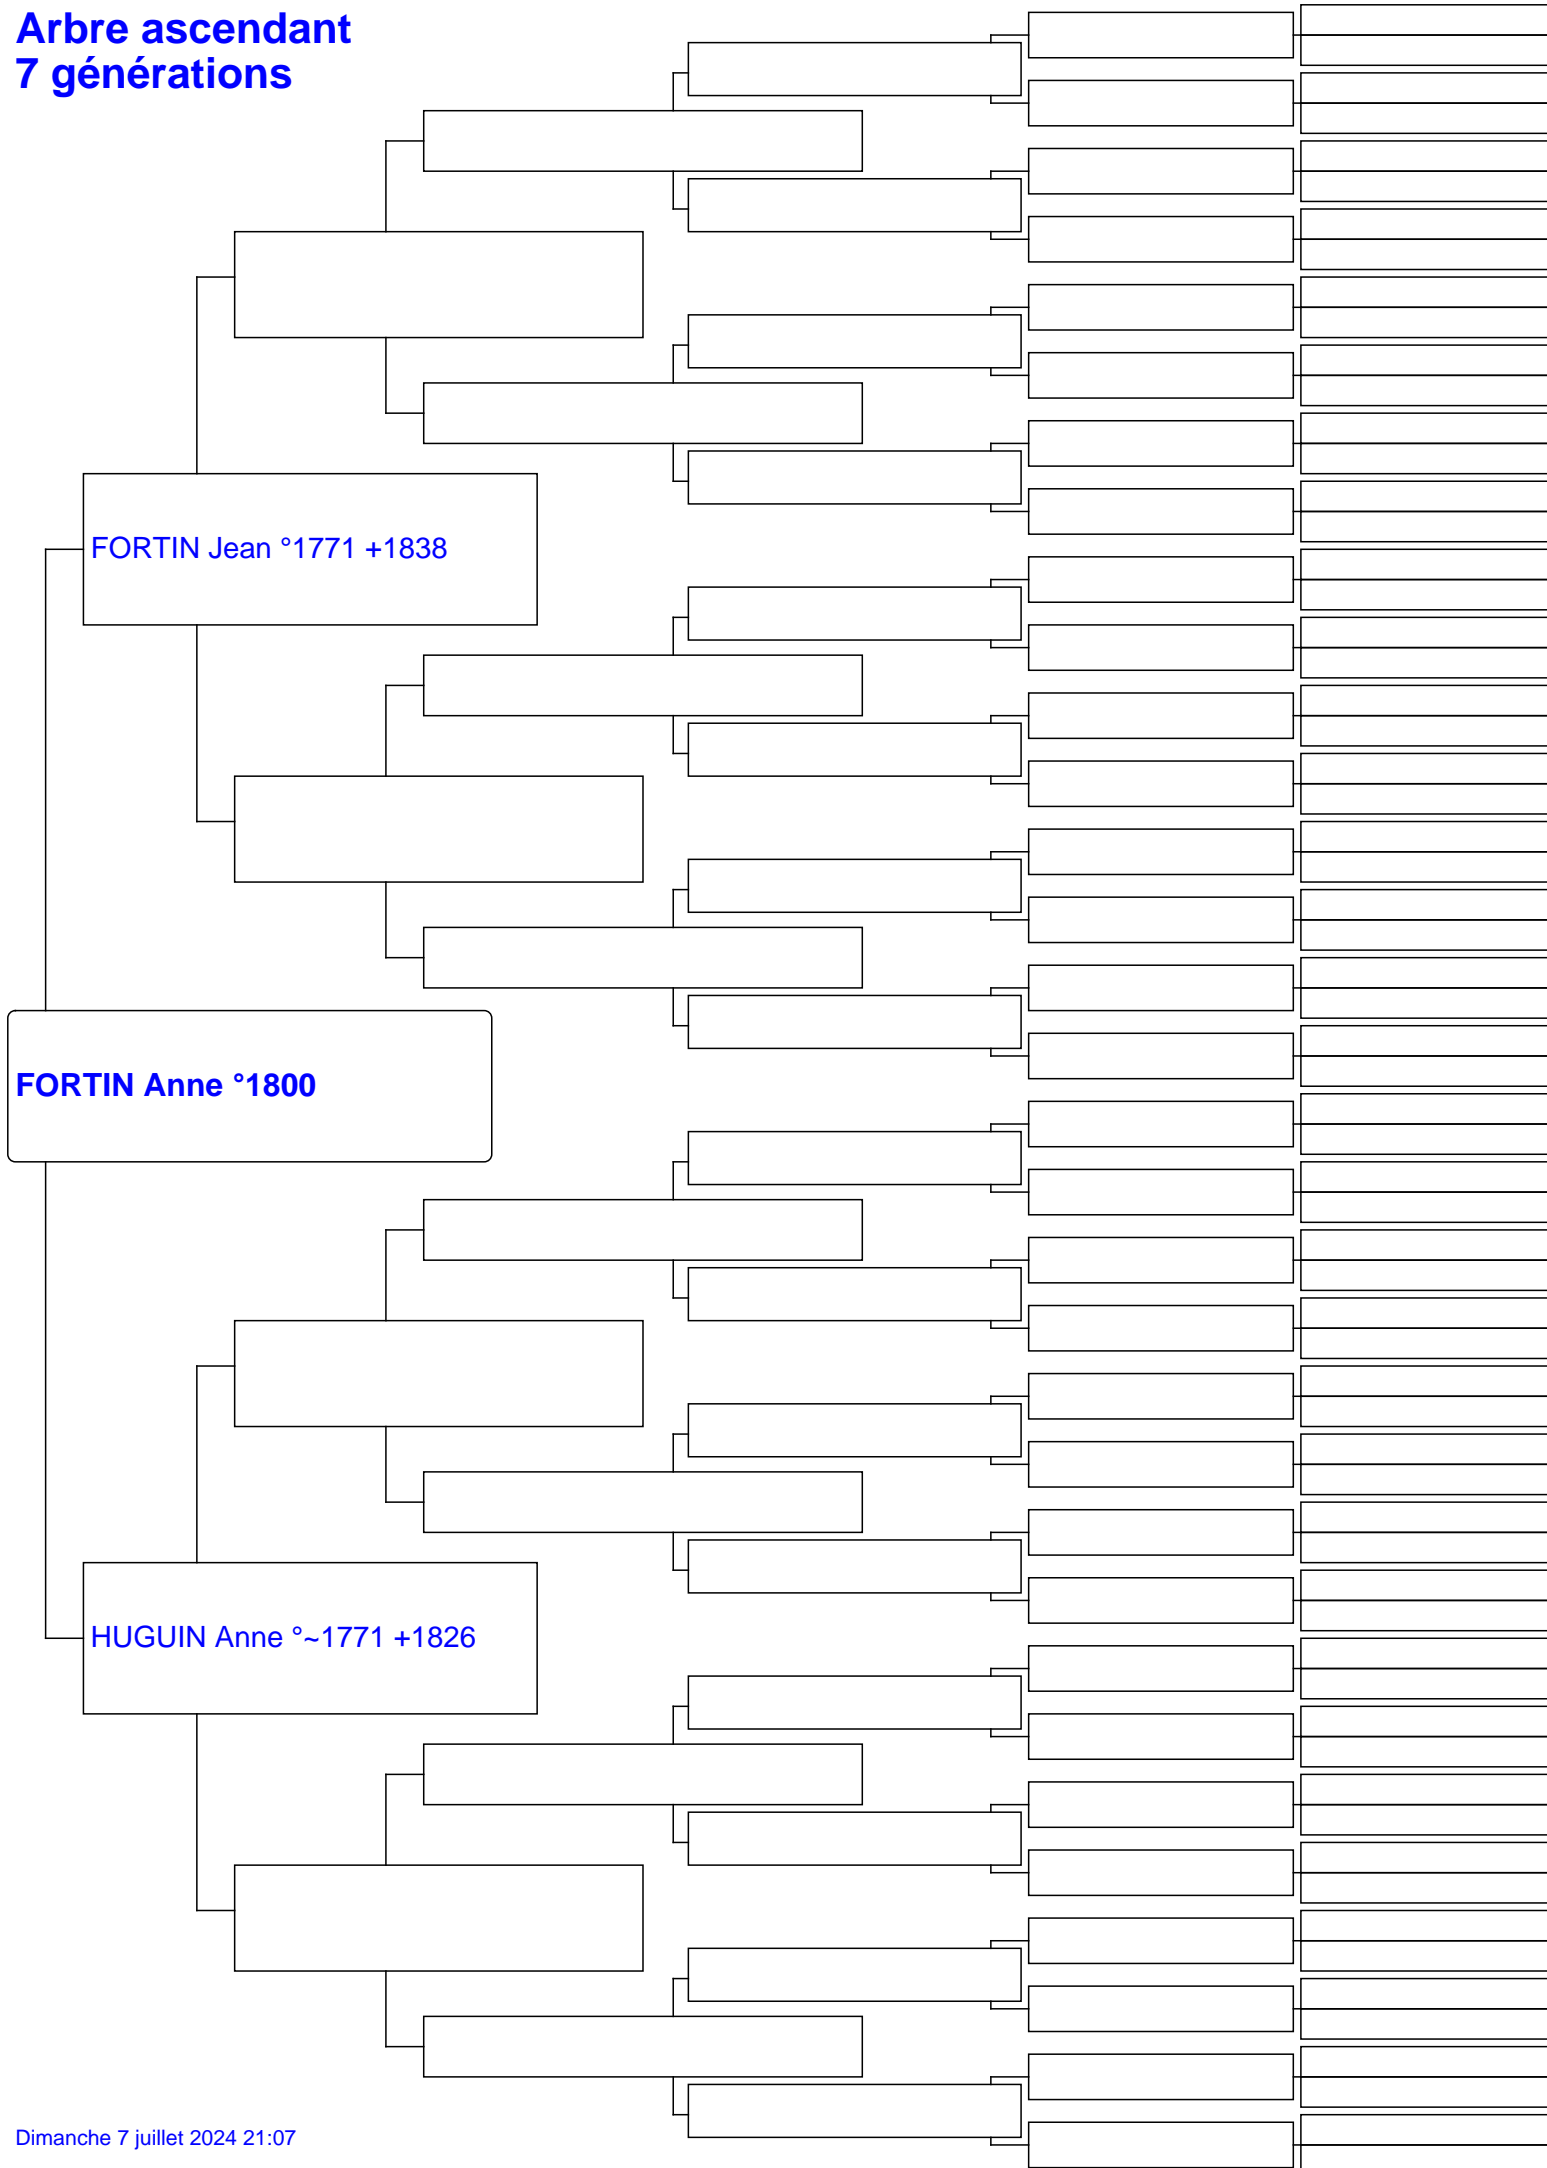 Arbre ascendant
7 générations
FORTIN Jean °1771 +1838
FORTIN Anne °1800
HUGUIN Anne °~1771 +1826
Dimanche 7 juillet 2024 21:07